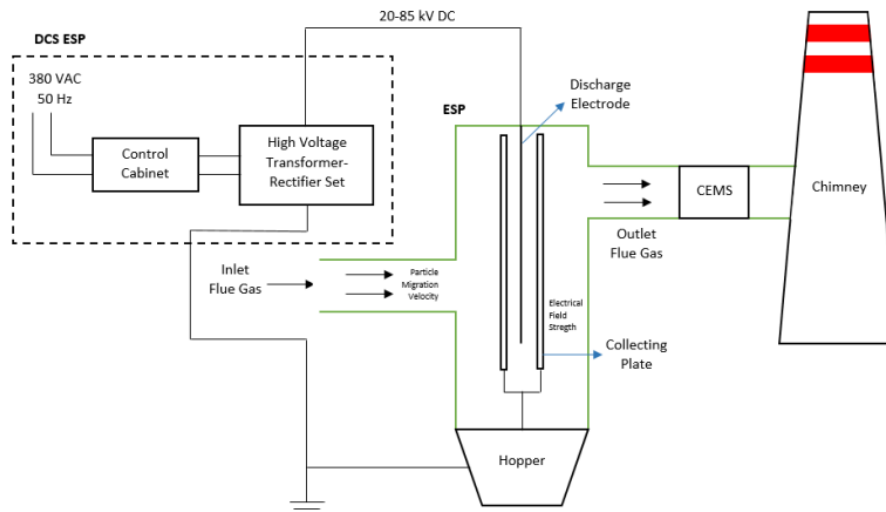 20-85 kV DC
DCS ESP
380 VAC
50 Hz
Control
Cabinet
High Voltage
Transformer-
Rectifier Set
ESP
Discharge
Electrode
CEMS
Chimney
Outlet
Flue Gas
Inlet
Flue Gas
Particle
Migration
Velocity
Electrical
Field
Stregth
Collecting
Plate
Hopper